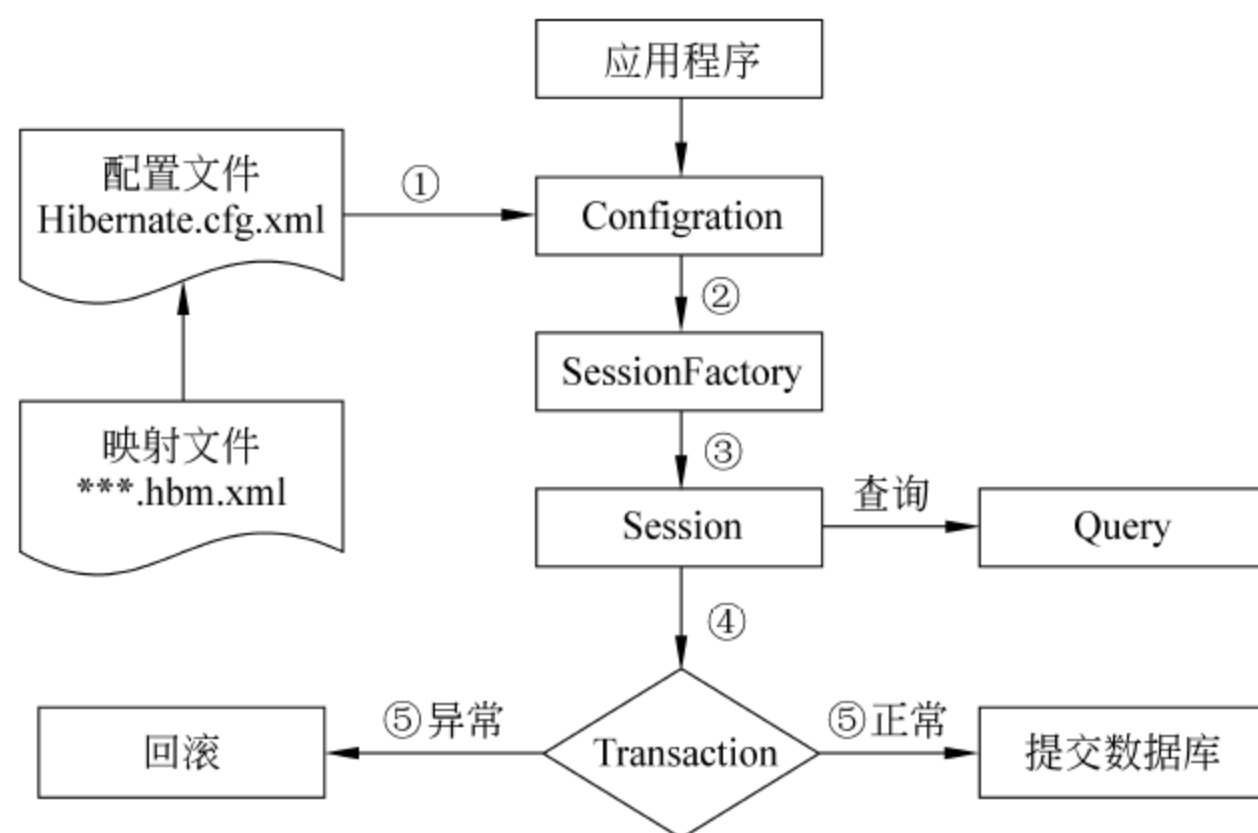 应用程序
配置文件
Hibernate.cfg.xml
①
Configration
②
SessionFactory
映射文件
***.hbm.xml
③
Session
查询
Query
④
⑤异常
⑤正常
回滚
Transaction
提交数据库